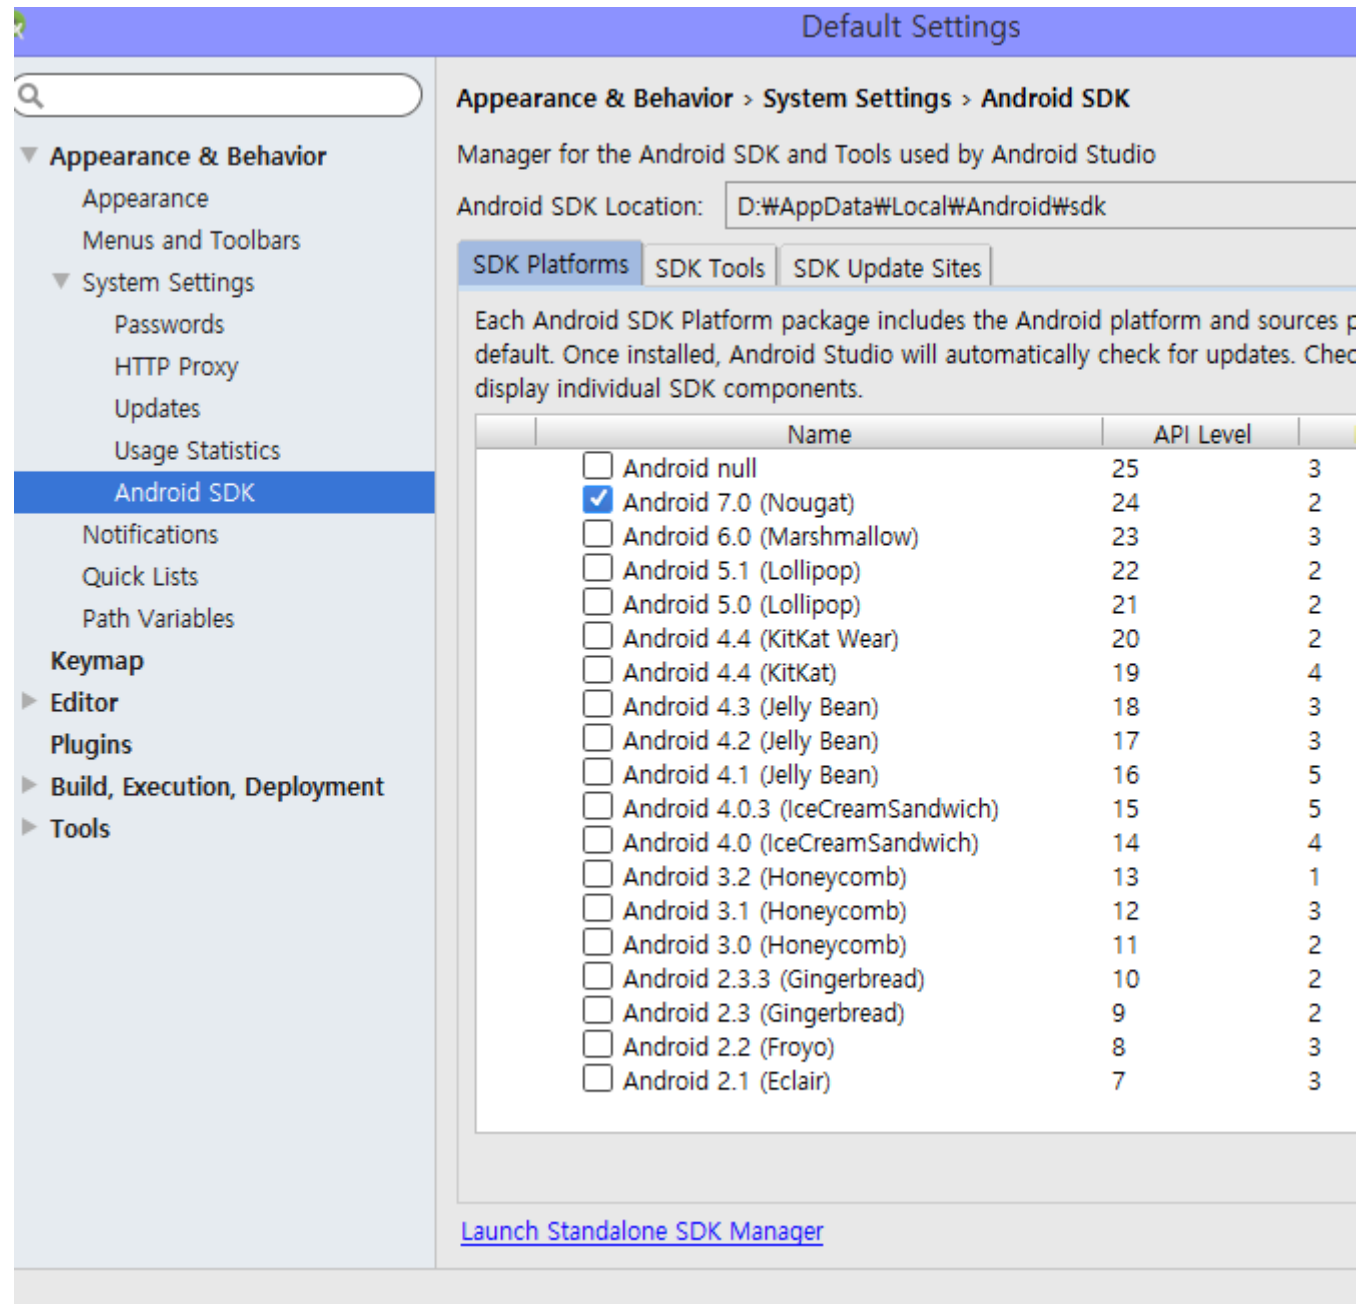 Default Settings
Appearance & Behavior
Appearance
Menus and Toolbars
System Settings
Passwords
HTTP Proxy
Updates
Usage Statistics
Android SDK
Notifications
Quick Lists
Path Variables
Keymap
Editor
Plugins
Build, Execution, Deployment
Tools
Appearance & Behavior › System Settings › Android SDK
Manager for the Android SDK and Tools used by Android Studio
Android SDK Location: D:₩AppData₩Local₩Android₩sdk
SDK Platforms SDK Tools SDK Update Sites
Each Android SDK Platform package includes the Android platform and sources p
default. Once installed, Android Studio will automatically check for updates. Chec
display individual SDK components.
Name API Level
Android null 25 3
Android 7.0 (Nougat) 24 2
Android 6.0 (Marshmallow) 23 3
Android 5.1 (Lollipop) 22 2
Android 5.0 (Lollipop) 21 2
Android 4.4 (KitKat Wear) 20 2
Android 4.4 (KitKat) 19 4
Android 4.3 (Jelly Bean) 18 3
Android 4.2 (Jelly Bean) 17 3
Android 4.1 (Jelly Bean) 16 5
Android 4.0.3 (IceCreamSandwich) 15 5
Android 4.0 (IceCreamSandwich) 14 4
Android 3.2 (Honeycomb) 13 1
Android 3.1 (Honeycomb) 12 3
Android 3.0 (Honeycomb) 11 2
Android 2.3.3 (Gingerbread) 10 2
Android 2.3 (Gingerbread) 9 2
Android 2.2 (Froyo) 8 3
Android 2.1 (Eclair) 7 3
Launch Standalone SDK Manager